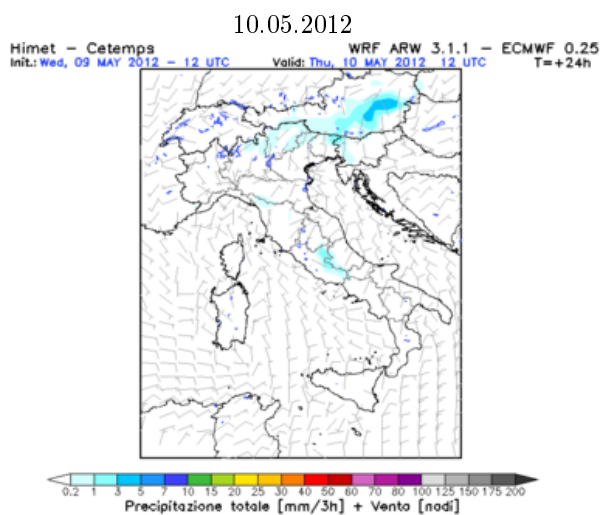 10.05.2012
Himet – Cetemps WRF ARW 3.1.1 – ECMWF 0.25
Init.: Wed, 09 MAY 2012 – 12 UTC Valid: Thu, 10 MAY 2012 12 UTC T=+24h
0.2 1 3 5 7 10 15 20 25 30 40 50 60 70 80 100 125 150 175 200
Precipitazione totale [mm/3h] + Vento [nodi]